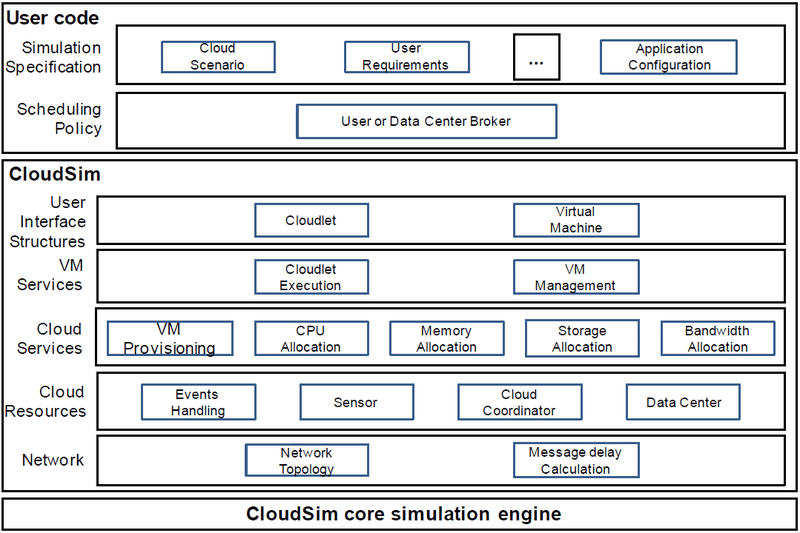 User code
Simulation
Specification
Cloud
Scenario
User
Requirements
...
Application
Configuration
Scheduling
Policy
User or Data Center Broker
CloudSim
User
Interface
Structures
Cloudlet
Virtual
Machine
VM
Services
Cloudlet
Execution
VM
Management
Cloud
Services
VM
Provisioning
CPU
Allocation
Memory
Allocation
Storage
Allocation
Bandwidth
Allocation
Cloud
Resources
Events
Handling
Sensor
Cloud
Coordinator
Data Center
Network
Network
Topology
Message delay
Calculation
CloudSim core simulation engine